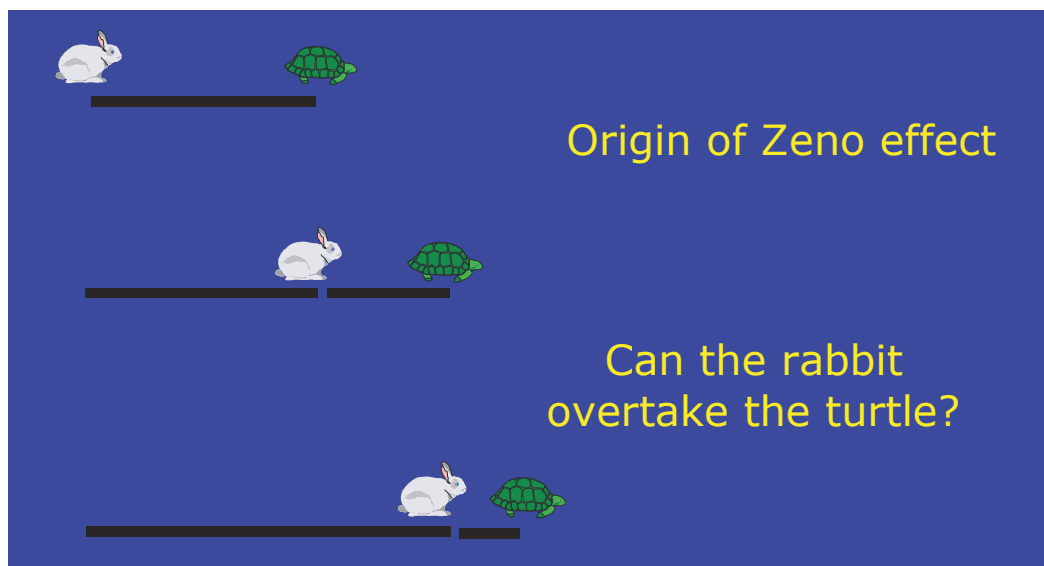 Origin of Zeno effect
Can the rabbit
overtake the turtle?